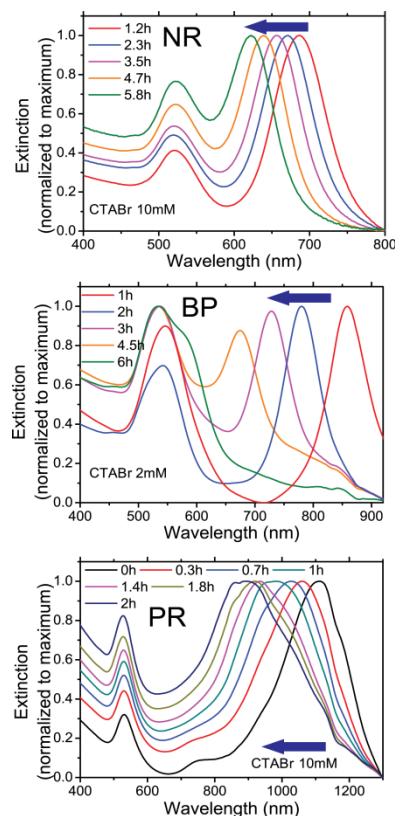 NR
1.2h
2.3h
3.5h
4.7h
5.8h
CTABr 10mM
Extinction
(normalized to maximum)
1.0
0.8
0.6
0.4
0.2
0.0
400 500 600 700 800
Wavelength (nm)
BP
1h
2h
3h
4.5h
6h
CTABr 2mM
Extinction
(normalized to maximum)
1.0
0.8
0.6
0.4
0.2
0.0
400 500 600 700 800 900
Wavelength (nm)
0h 0.3h 0.7h 1h
1.4h 1.8h
2h
PR
CTABr 10mM
Extinction
(normalized to maximum)
1.0
0.8
0.6
0.4
0.2
0.0
400 600 800 1000 1200
Wavelength (nm)